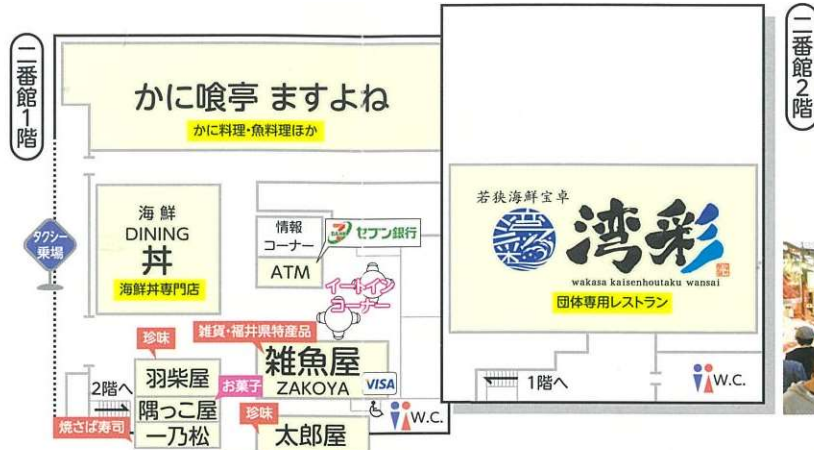 二番館1階
かに喰亭 ますよね
かに料理・魚料理ほか
タクシー
乗場
海鮮
DINING
丼
海鮮丼専門店
情報
コーナー
ATM
セブン銀行
イートイン
コーナー
珍味
羽柴屋
2階へ
隅っこ屋
お菓子
焼さば寿司
一乃松
雑貨・福井県特産品
雑魚屋
ZAKOYA
VISA
W.C.
珍味
太郎屋
二番館2階
若狭海鮮宝卓
湾彩
湾彩
wakasa kaisenhoutaku wansai
団体専用レストラン
1階へ
W.C.